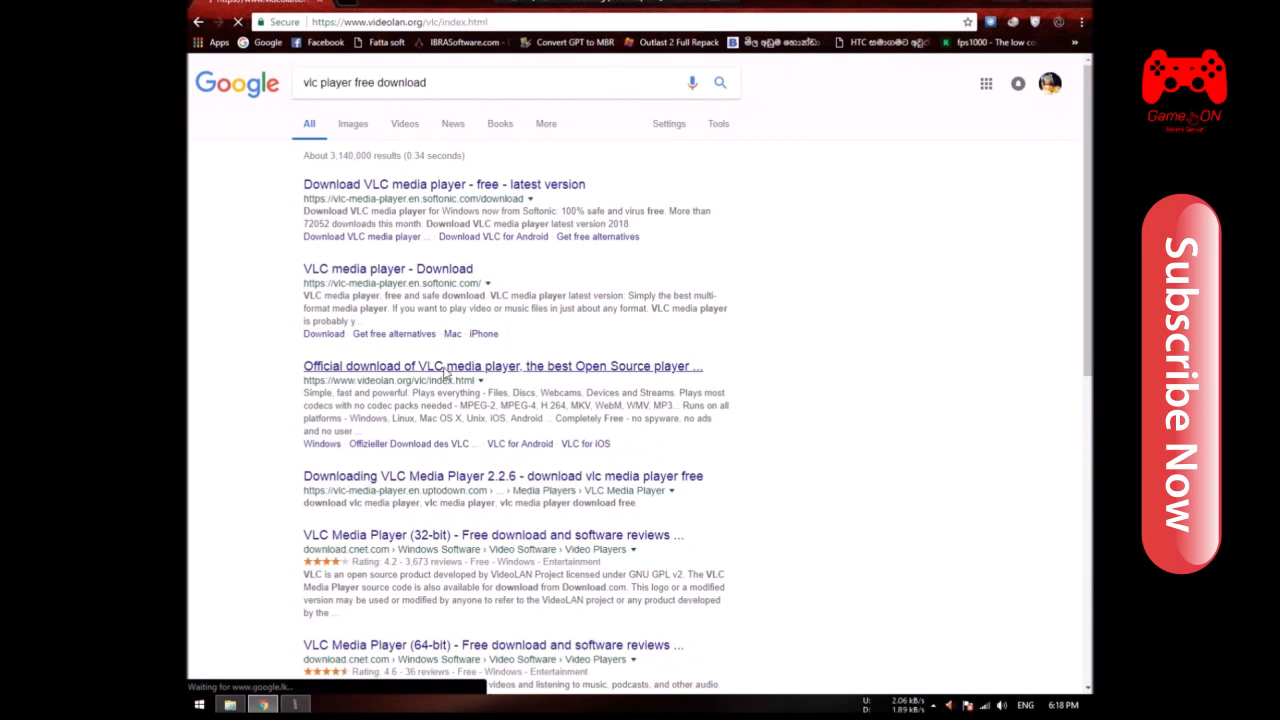 Secure
https://www.videolan.org/vlc/index.html
Apps Google Facebook Fatta soft IBRASoftware.com - Convert GPT to MBR Outlast 2 Full Repack HTC සමාගමට fps1000 - The low co »
Google
vlc player free download
All Images Videos News Books More Settings Tools
About 3,140,000 results (0.34 seconds)
Download VLC media player - free - latest version
https://vlc-media-player.en.softonic.com/download
Download VLC media player for Windows now from Softonic: 100% safe and virus free. More than
72052 downloads this month. Download VLC media player latest version 2018.
Download VLC media player ... Download VLC for Android Get free alternatives
VLC media player - Download
https://vlc-media-player.en.softonic.com/
VLC media player, free and safe download. VLC media player latest version: Simply the best multi-
format media player. If you want to play video or music files in just about any format. VLC media player
is probably y...
Download Get free alternatives Mac iPhone
Official download of VLC media player, the best Open Source player ...
https://www.videolan.org/vlc/index.html
Simple, fast and powerful. Plays everything - Files, Discs, Webcams, Devices and Streams. Plays most
codecs with no codec packs needed - MPEG-2, MPEG-4, H.264, MKV, WebM, WMV, MP3... Runs on all
platforms - Windows, Linux, Mac OS X, Unix, iOS, Android ... Completely Free - no spyware, no ads
and no user ...
Windows · Offizieller Download des VLC ... · VLC for Android · VLC for iOS
Downloading VLC Media Player 2.2.6 - download vlc media player free
https://vlc-media-player.en.uptodown.com › ... › Media Players › VLC Media Player
download vlc media player, vlc media player, vlc media player download free.
VLC Media Player (32-bit) - Free download and software reviews ...
download.cnet.com › Windows Software › Video Software › Video Players
Rating: 4.2 - 3,673 reviews - Free - Windows - Entertainment
VLC is an open source product developed by VideoLAN Project licensed under GNU GPL v2. The VLC
Media Player source code is also available for download from Download.com. This logo or a modified
version may be used or modified by anyone to refer to the VideoLAN project or any product developed
by the ...
VLC Media Player (64-bit) - Free download and software reviews ...
download.cnet.com › Windows Software › Video Software › Video Players
Rating: 4.6 - 36 reviews - Free - Windows - Entertainment
videos and listening to music, podcasts, and other audio.
Waiting for www.google.lk...
U: 2.06 kB/s
D: 1.89 kB/s
ENG 6:18 PM
Game ON
Subscribe Now